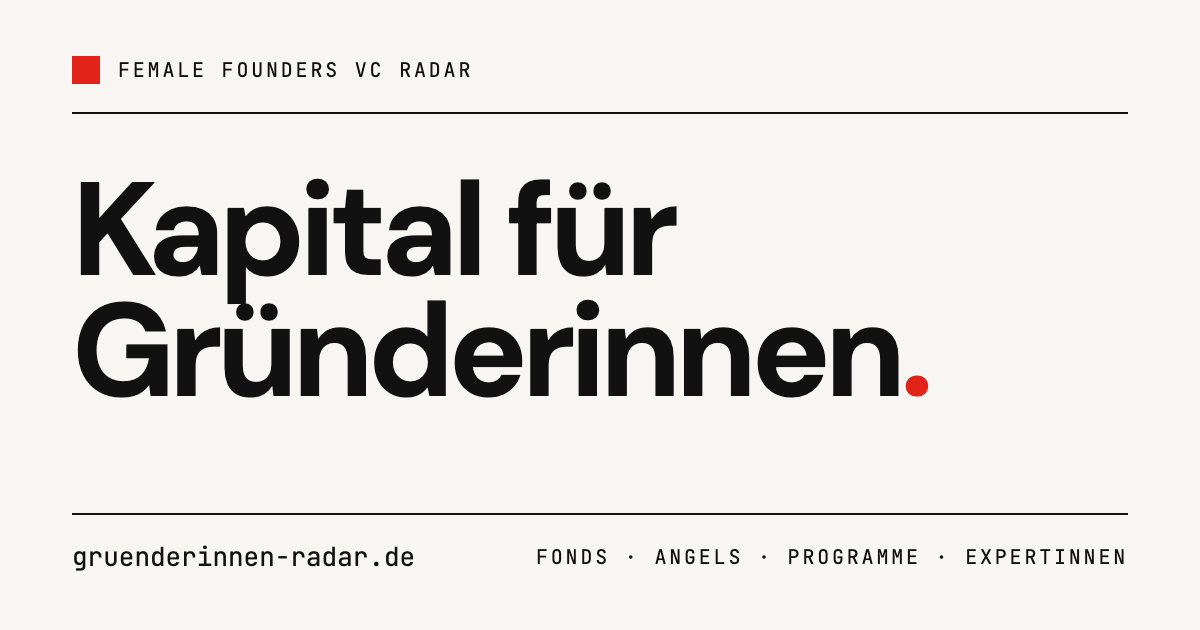 FEMALE FOUNDERS VC RADAR
Kapital für
Gründerinnen.
gruenderinnen-radar.de
FONDS · ANGELS · PROGRAMME · EXPERTINNEN